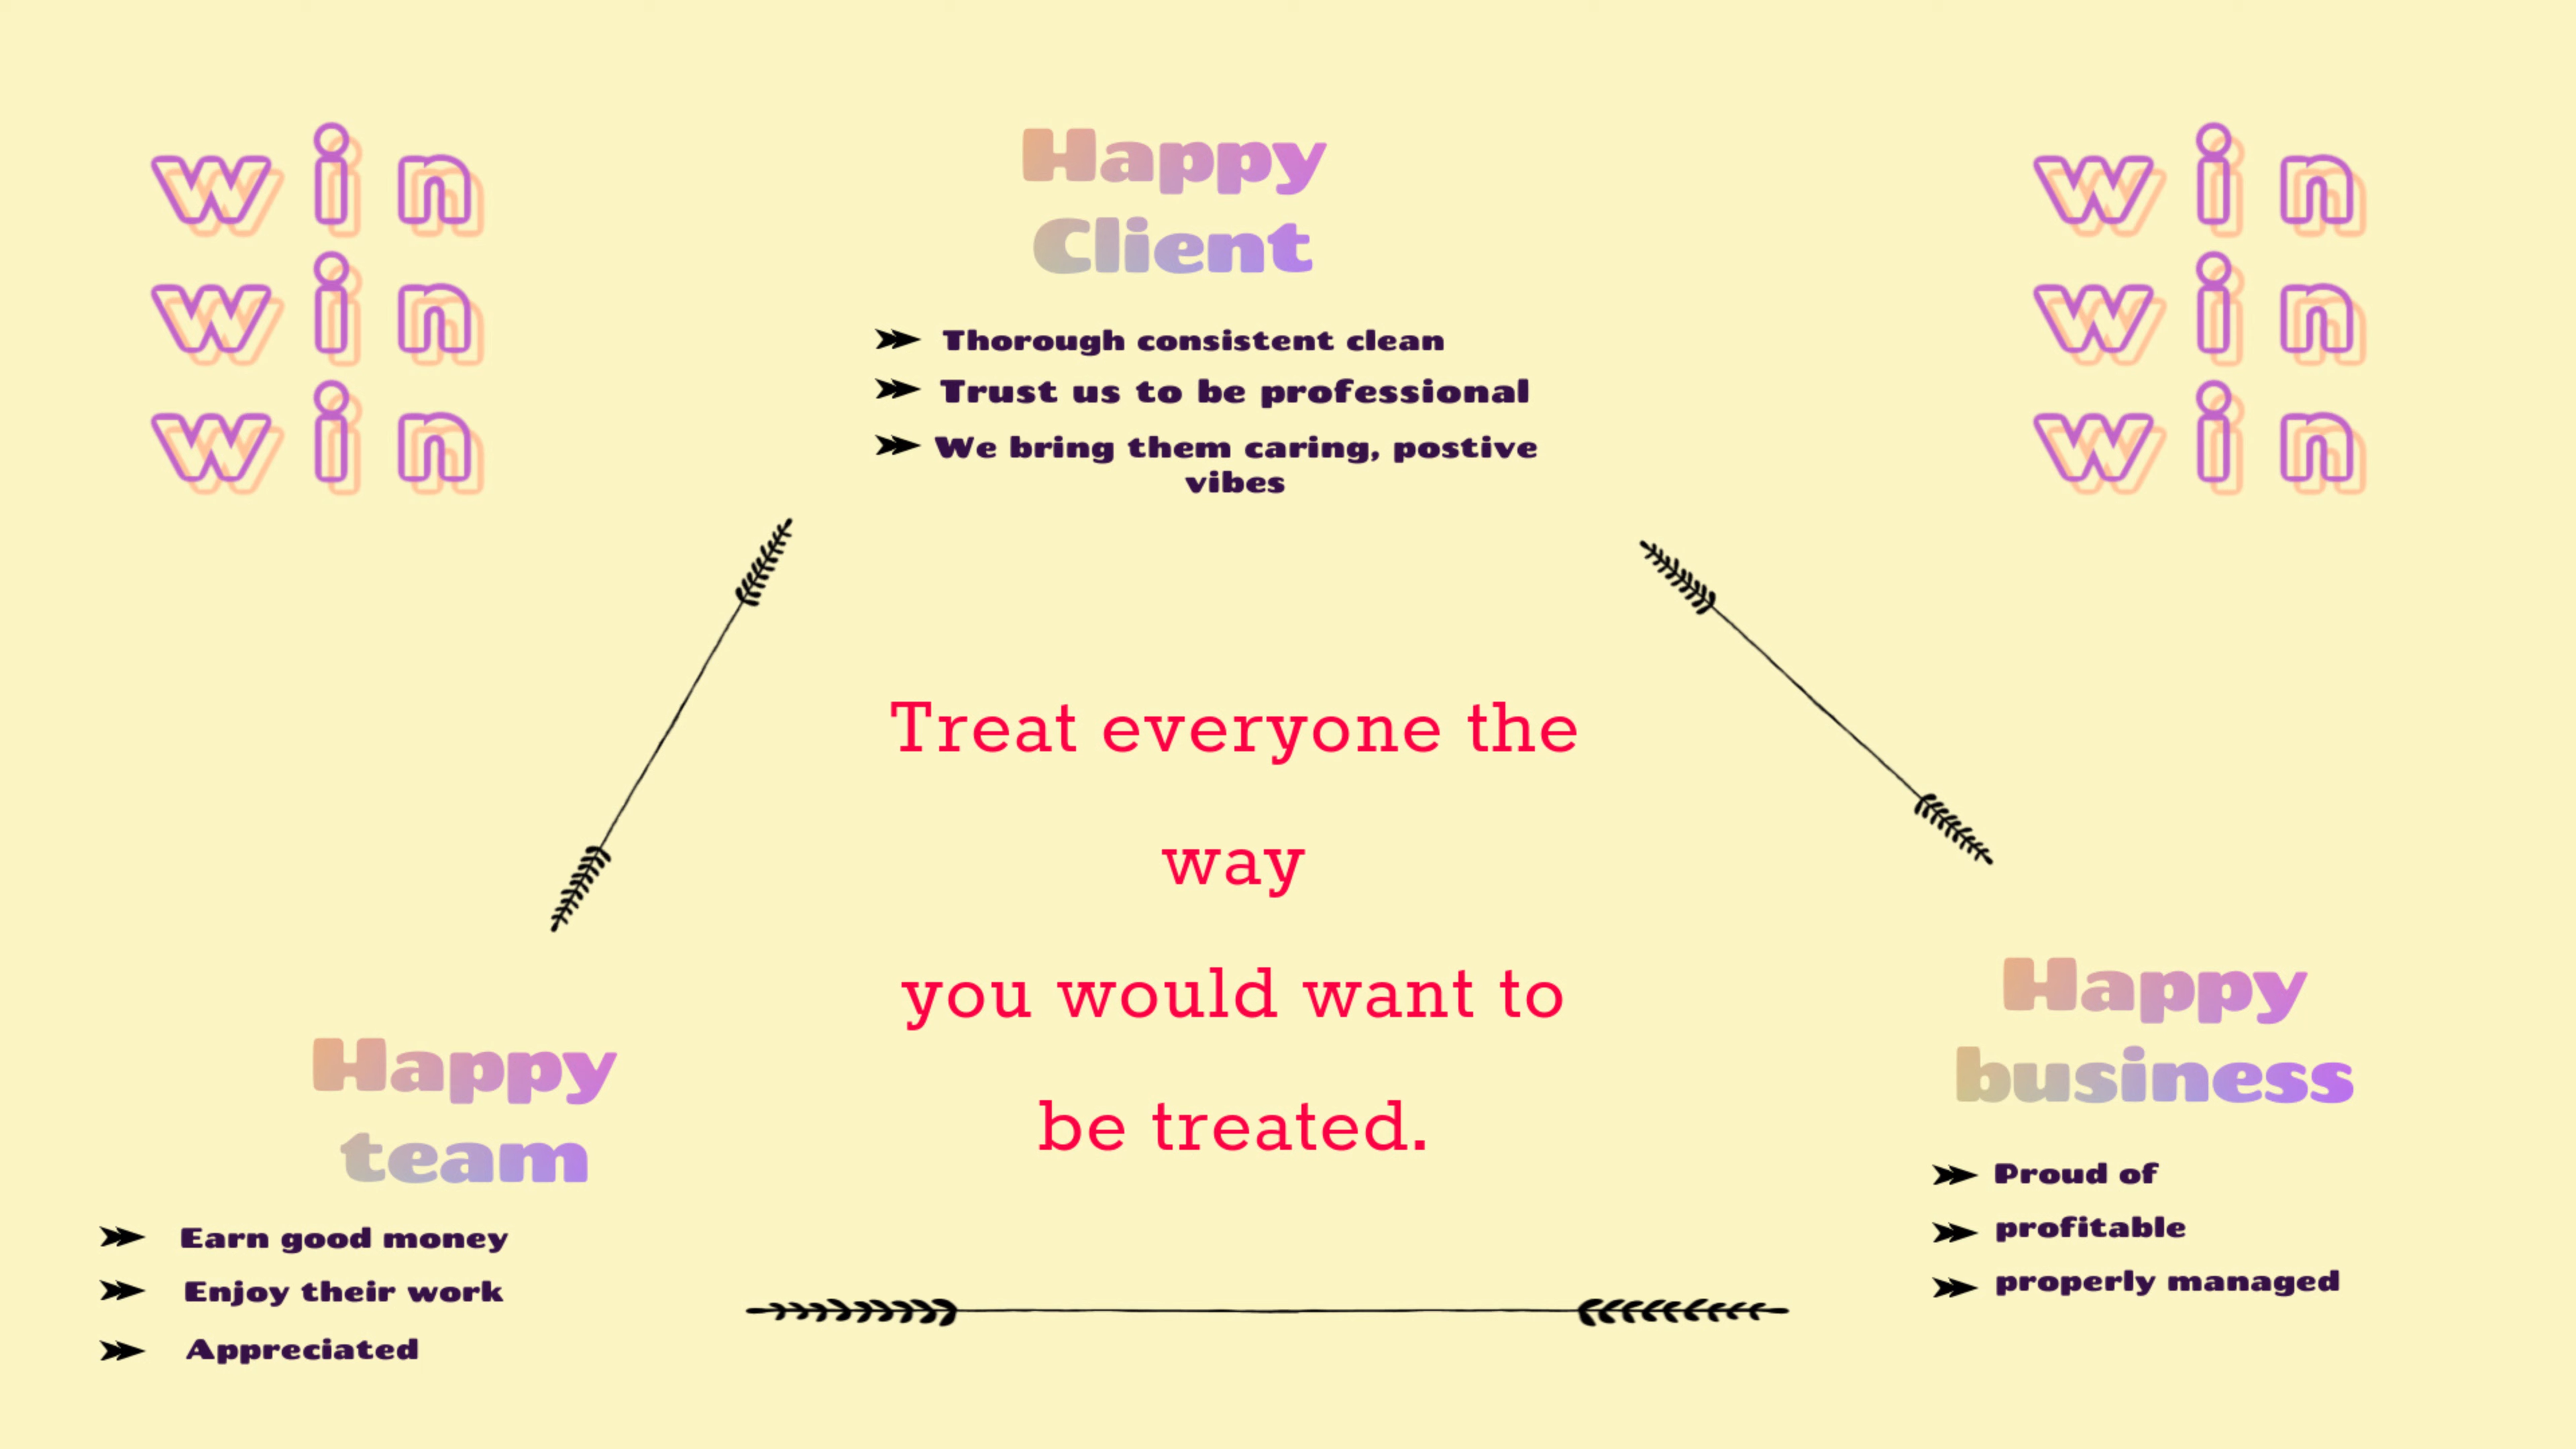 win
win
win
Happy
Client
Thorough consistent clean
Trust us to be professional
We bring them caring, postive
vibes
win
win
win
Treat everyone the
way
you would want to
be treated.
Happy
team
Earn good money
Enjoy their work
Appreciated
Happy
business
Proud of
profitable
properly managed